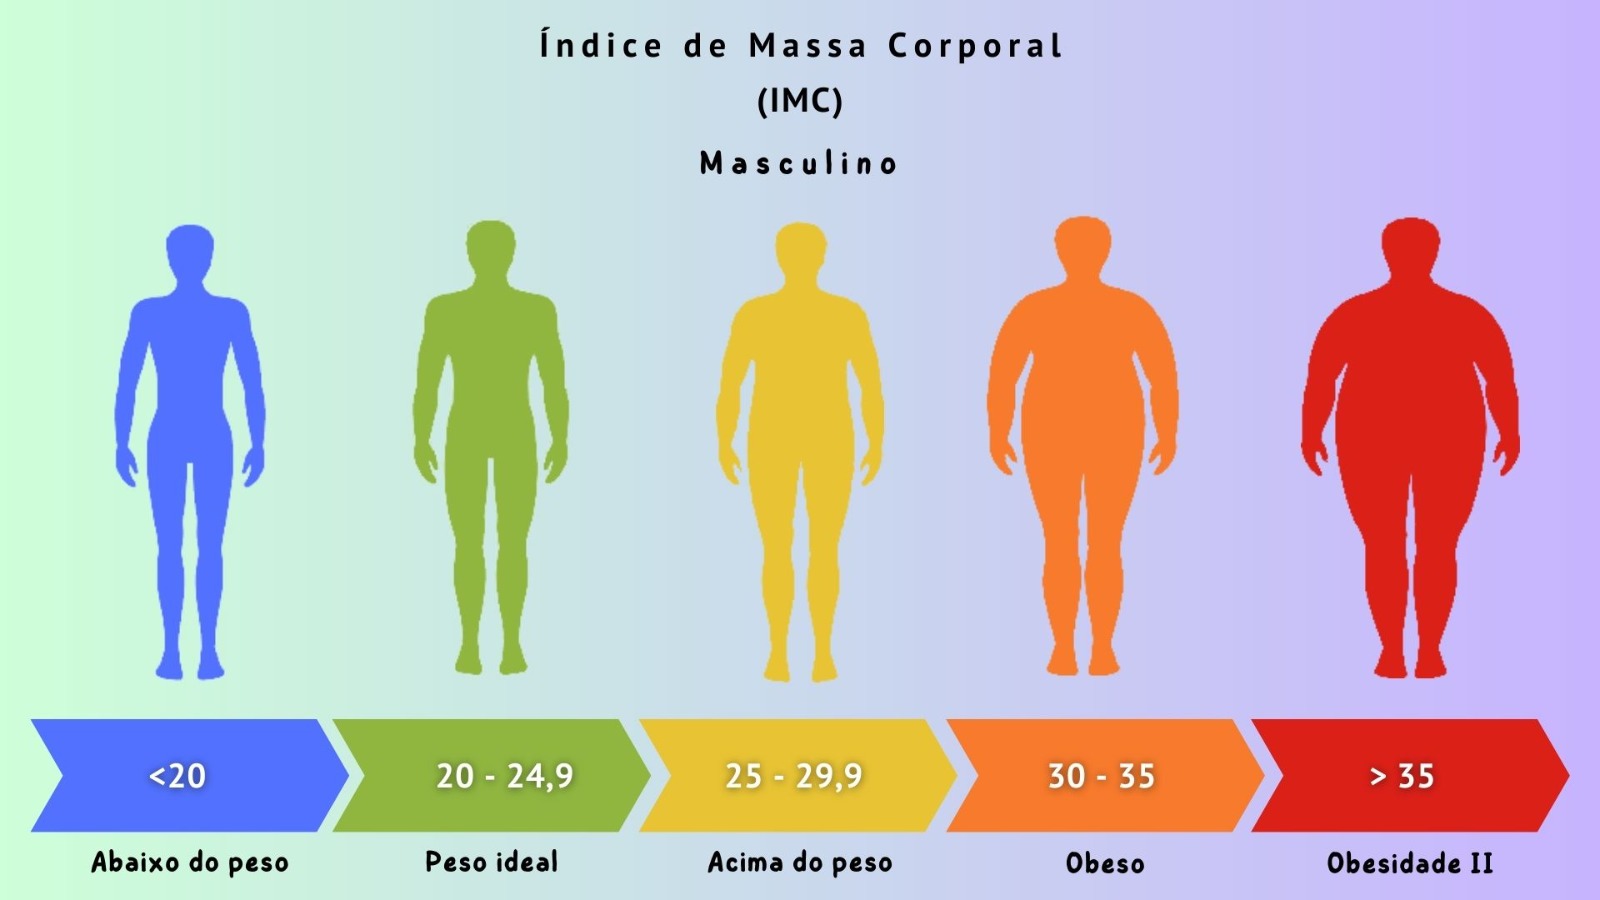 Índice de Massa Corporal
(IMC)
Masculino
<20
20 - 24,9
25 - 29,9
30 - 35
> 35
Abaixo do peso
Peso ideal
Acima do peso
Obeso
Obesidade II